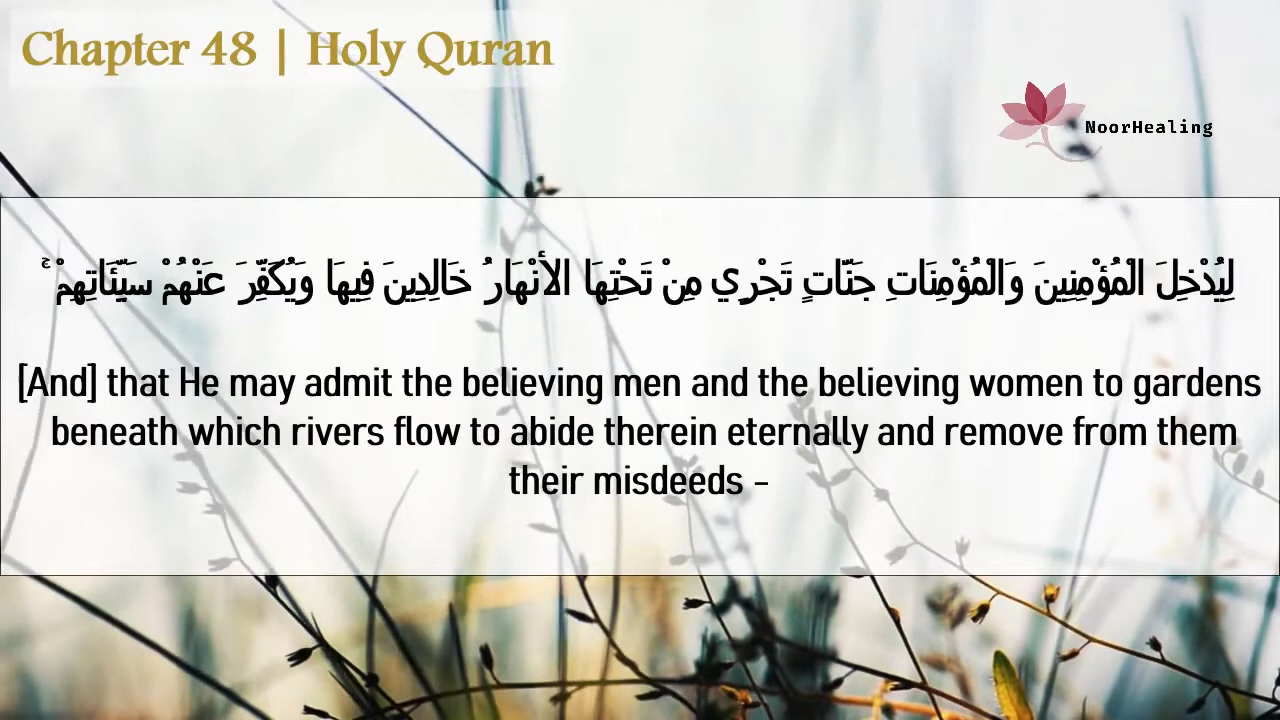 Chapter 48 | Holy Quran
NoorHealing
لِيُدْخِلَ الْمُؤْمِنِينَ وَالْمُؤْمِنَاتِ جَنَّاتٍ تَجْرِي مِنْ تَحْتِهَا الْأَنْهَارُ خَالِدِينَ فِيهَا وَيُكَفِّرَ عَنْهُمْ سَيِّئَاتِهِمْ ۚ
[And] that He may admit the believing men and the believing women to gardens
beneath which rivers flow to abide therein eternally and remove from them
their misdeeds -